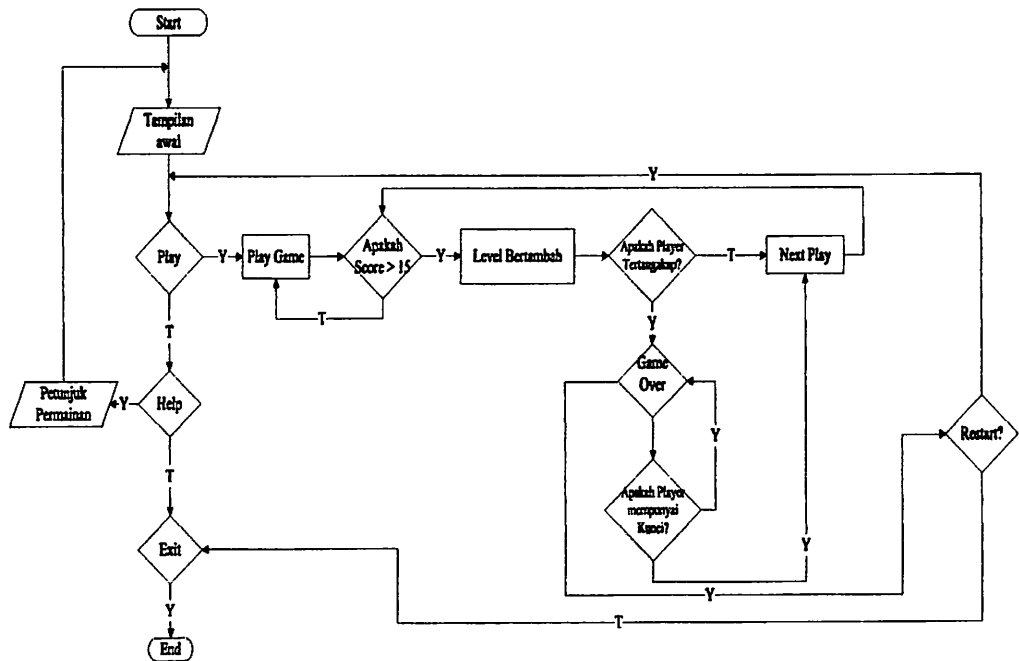 Start
Tampilan
awal
Y
Play
Y
Play Game
Apakah
Score > 15
Y
Level Bertambah
Apakah Player
Tertangakap?
T
Next Play
T
T
Y
Petunjuk
Permainan
Y
Help
Game
Over
Y
Restart?
T
Apakah Player
mempunyai
Kunci?
Exit
Y
Y
Y
T
End